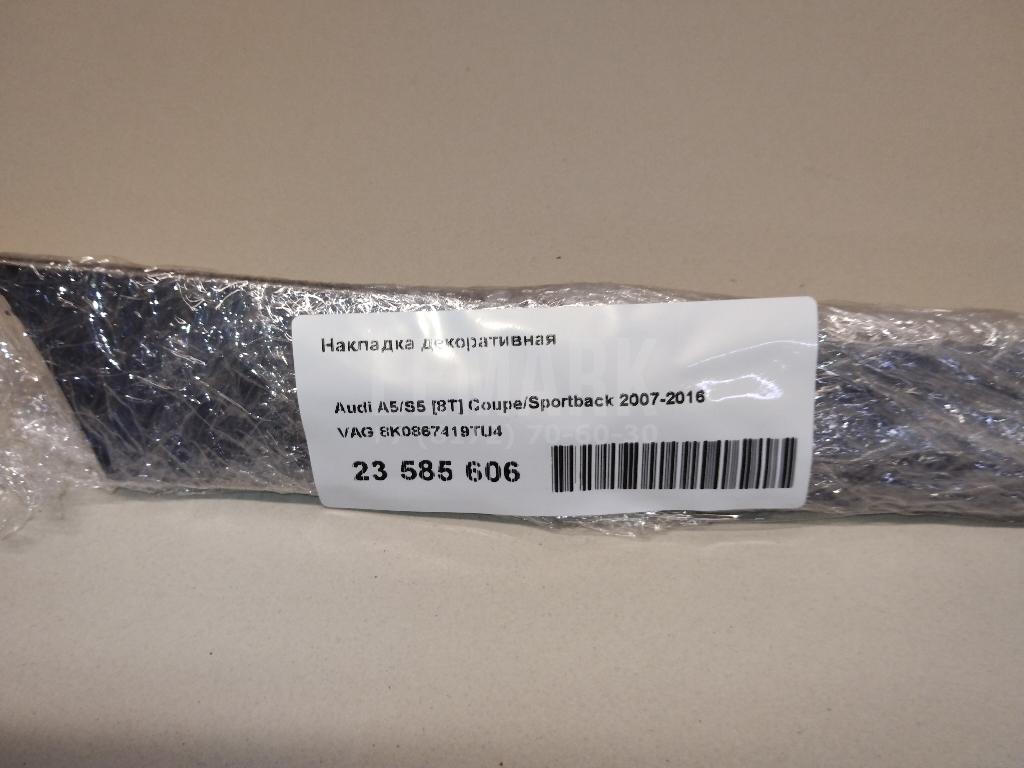 Накладка декоративная
Audi A5/S5 [8T] Coupe/Sportback 2007-2016
VAG 8K0867419TU4
23 585 606